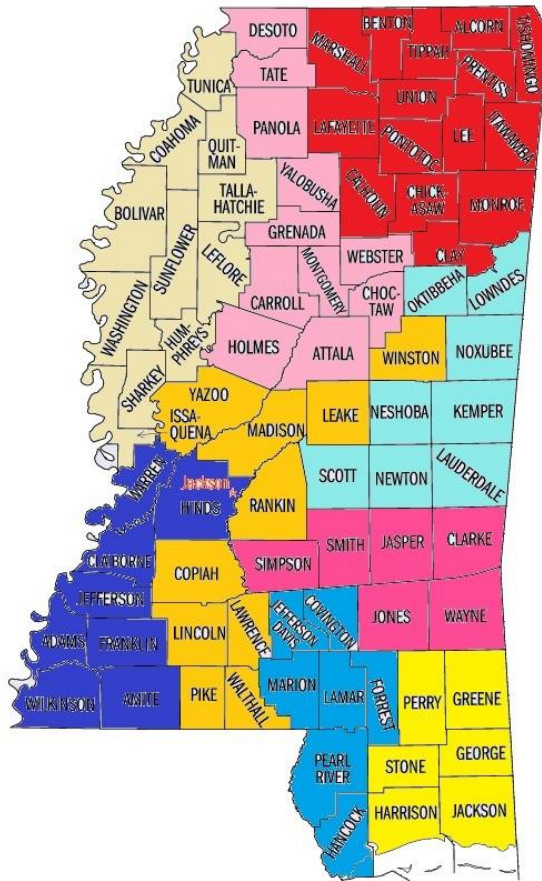 DESOTO
BENTON
ALCORN
TISHOMINGO
MARSHALL
TIPPAH
PRENTISS
TATE
TUNICA
UNION
PANOLA
LAFAYETTE
PONTOTOC
LEE
ITAWAMBA
COAHOMA
QUIT-
MAN
YALOBUSHA
CALHOUN
CHICK-
ASAW
MONROE
TALLA-
HATCHIE
BOLIVAR
GRENADA
SUNFLOWER
LEFLORE
WEBSTER
CLAY
MONTGOMERY
CARROLL
CHOC-
TAW
OKTIBBEHA
LOWNDES
WASHINGTON
HUM-
PHREYS
HOLMES
ATTALA
WINSTON
NOXUBEE
SHARKEY
YAZOO
ISSA-
QUENA
MADISON
LEAKE
NESHOBA
KEMPER
WARREN
Jackson
HINDS
RANKIN
SCOTT
NEWTON
LAUDERDALE
CLAIBORNE
COPIAH
SIMPSON
SMITH
JASPER
CLARKE
JEFFERSON
ADAMS
FRANKLIN
LINCOLN
LAWRENCE
JEFFERSON
DAVIS
COVINGTON
JONES
WAYNE
WILKINSON
AMITE
PIKE
WALTHALL
MARION
LAMAR
FORREST
PERRY
GREENE
PEARL
RIVER
STONE
GEORGE
HANCOCK
HARRISON
JACKSON